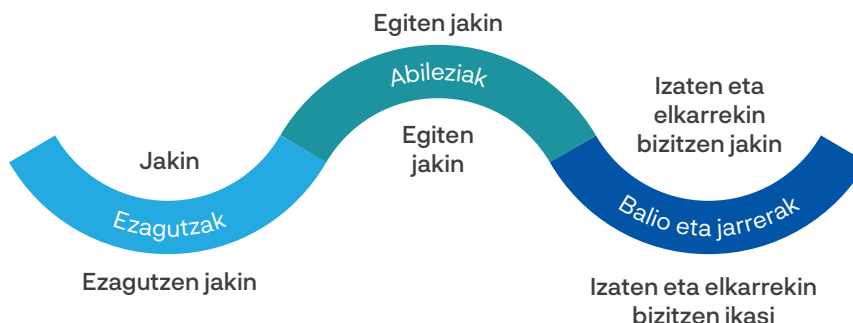 Egiten jakin
Abileziak
Egiten
jakin
Jakin
Ezagutzak
Ezagutzen jakin
Izaten eta
elkarrekin
bizitzen jakin
Balio eta jarrerak
Izaten eta elkarrekin
bizitzen ikasi